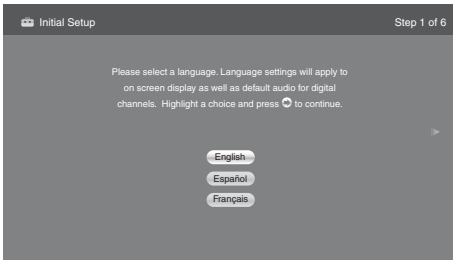 Initial Setup
Step 1 of 6
Please select a language. Language settings will apply to
on screen display as well as default audio for digital
channels. Highlight a choice and press to continue.
English
Español
Français